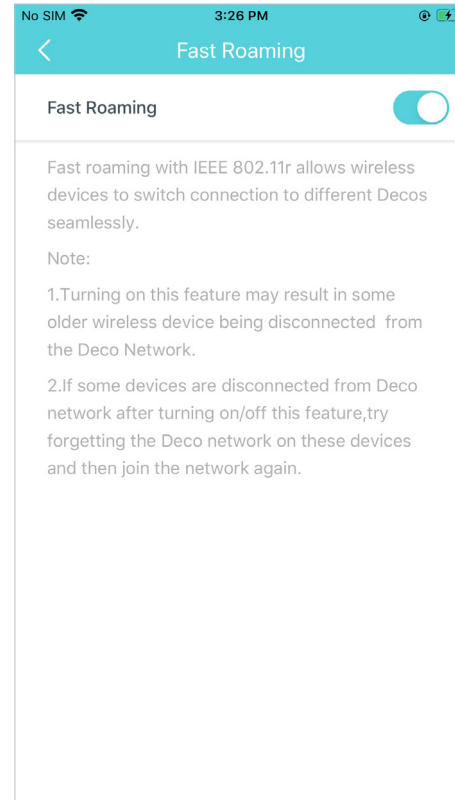 No SIM 3:26 PM
Fast Roaming
Fast Roaming
Fast roaming with IEEE 802.11r allows wireless
devices to switch connection to different Decos
seamlessly.
Note:
1.Turning on this feature may result in some
older wireless device being disconnected  from
the Deco Network.
2.If some devices are disconnected from Deco
network after turning on/off this feature,try
forgetting the Deco network on these devices
and then join the network again.